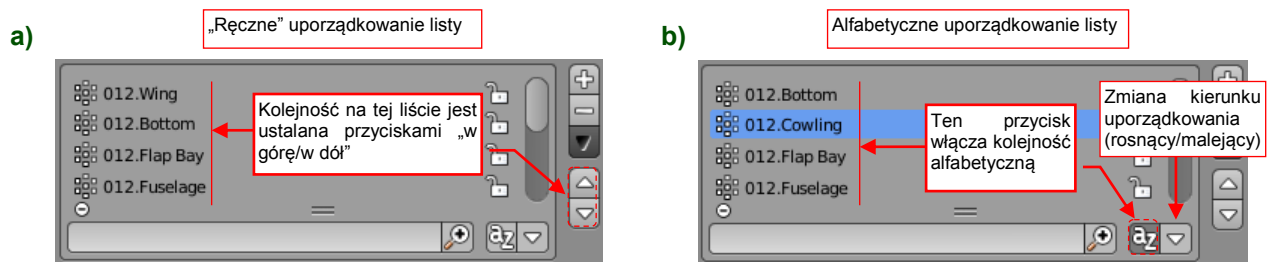 a)
„Ręczne” uporządkowanie listy
012.Wing
012.Bottom
012.Flap Bay
012.Fuselage
Kolejność na tej liście jest
ustalana przyciskami „w
górę/w dół”
az
b)
Alfabetyczne uporządkowanie listy
012.Bottom
012.Cowling
012.Flap Bay
012.Fuselage
Ten przycisk
włącza kolejność
alfabetyczną
Zmiana kierunku
uporządkowania
(rosnący/malejący)
az